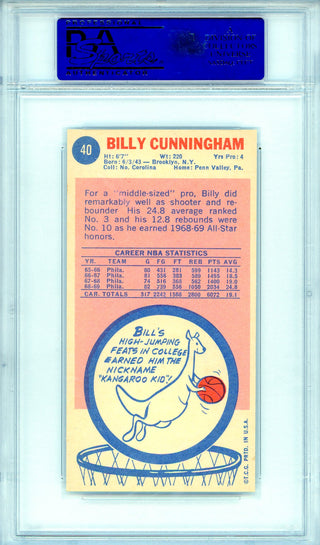 PSA
40
BILLY CUNNINGHAM
Ht: 6'7" Wt: 220 Yrs Pro: 4
Born: 6/3/43 — Brooklyn, N.Y.
Coll: No. Carolina Home: Penn Valley, Pa.
For a "middle-sized" pro, Billy did
remarkably well as shooter and re-
bounder. His 24.8 average ranked
No. 3 and his 12.8 rebounds were
No. 10 as he earned 1968-69 All-Star
honors.
CAREER NBA STATISTICS
YR. TEAM G FG FT REB PTS AVG
65-66 Phila. 80 431 281 599 1143 14.3
66-67 Phila. 81 556 383 589 1495 18.5
67-68 Phila. 74 516 368 562 1400 19.0
68-69 Phila. 82 739 556 1050 2034 24.8
CAR. TOTALS 317 2242 1588 2800 6072 19.1
BILL'S
HIGH-JUMPING
FEATS IN COLLEGE
EARNED HIM THE
NICKNAME
"KANGAROO KID"!
©T.C.G. PRTD. IN U.S.A.